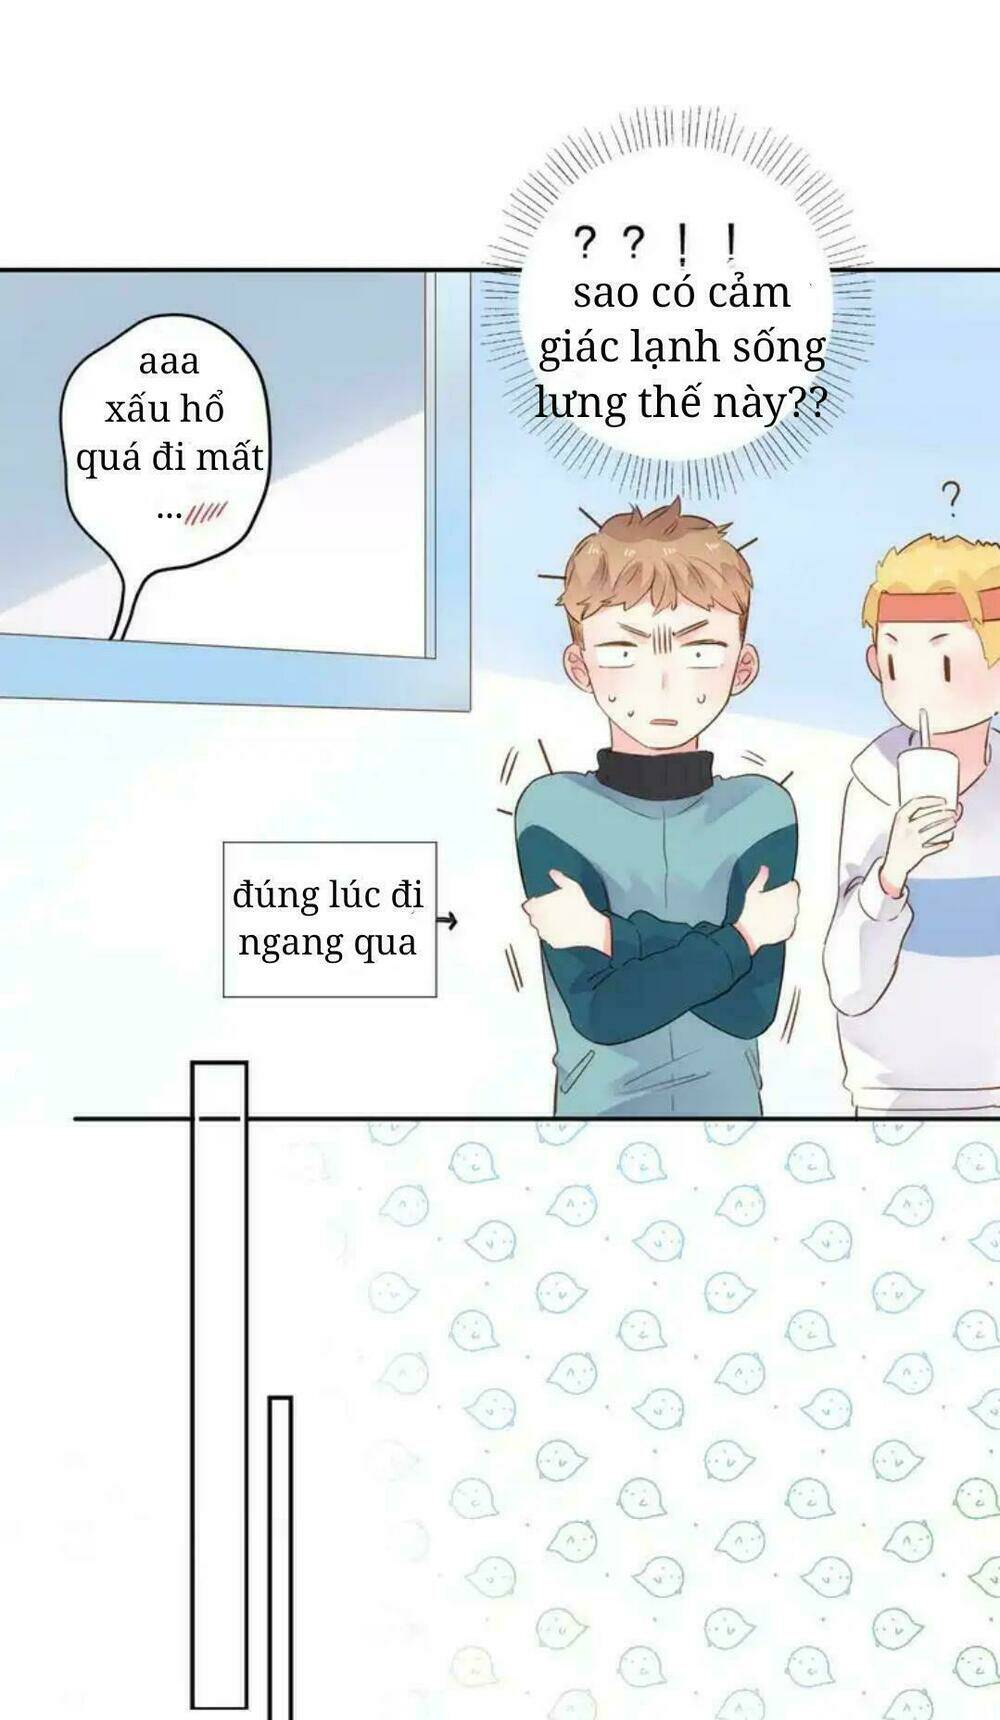 ? ? ! !
sao có cảm
giác lạnh sống
lưng thế này??
aaa
xấu hổ
quá đi mất
...
?
đúng lúc đi
ngang qua